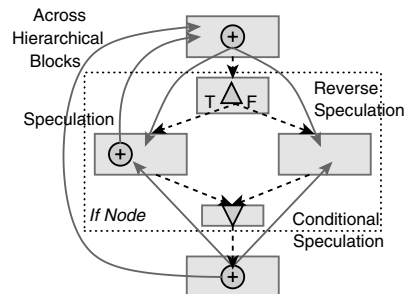 Across
Hierarchical
Blocks
+
T
F
Reverse
Speculation
Speculation
+
If Node
Conditional
Speculation
+